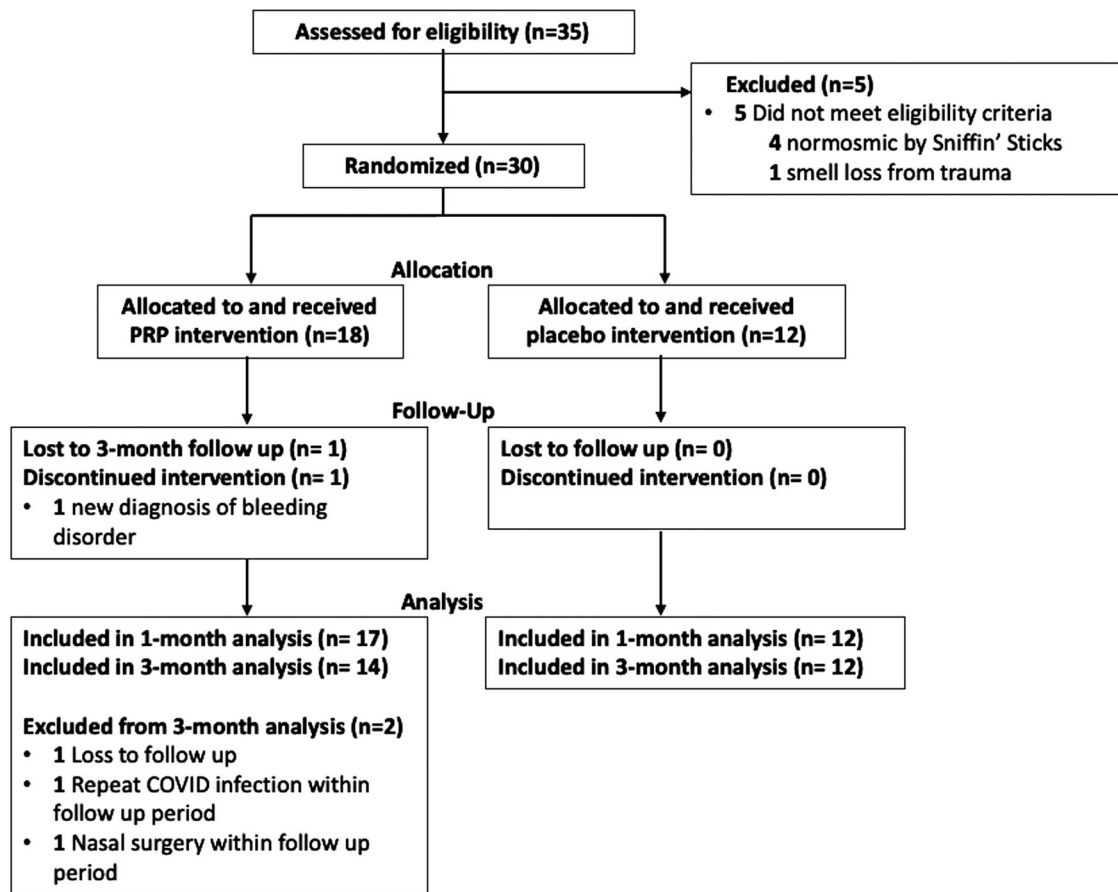 Assessed for eligibility (n=35)
Excluded (n=5)
• 5 Did not meet eligibility criteria
4 normosmic by Sniffin’ Sticks
1 smell loss from trauma
Randomized (n=30)
Allocation
Allocated to and received
PRP intervention (n=18)
Allocated to and received
placebo intervention (n=12)
Follow-Up
Lost to 3-month follow up (n= 1)
Discontinued intervention (n= 1)
• 1 new diagnosis of bleeding
disorder
Lost to follow up (n= 0)
Discontinued intervention (n= 0)
Analysis
Included in 1-month analysis (n= 17)
Included in 3-month analysis (n= 14)
Excluded from 3-month analysis (n=2)
• 1 Loss to follow up
• 1 Repeat COVID infection within
follow up period
• 1 Nasal surgery within follow up
period
Included in 1-month analysis (n= 12)
Included in 3-month analysis (n= 12)